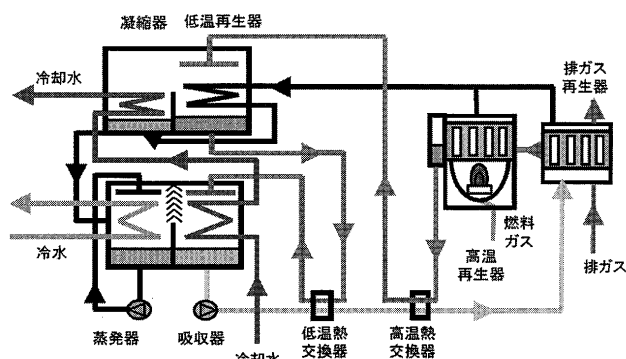 凝縮器
低温再生器
冷却水
排ガス
再生器
冷水
燃料
ガス
高温
再生器
排ガス
蒸発器
吸収器
低温熱
交換器
高温熱
交換器
冷却水